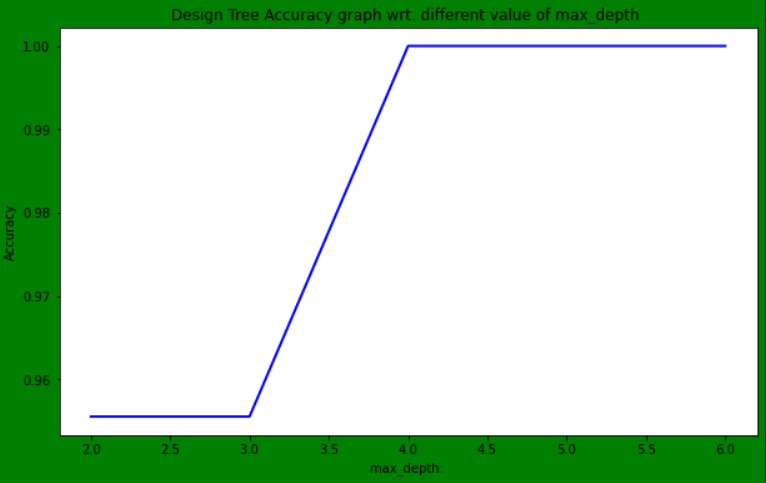 Design Tree Accuracy graph wrt. different value of max_depth
1.00
0.99
0.98
0.97
0.96
Accuracy
2.0 2.5 3.0 3.5 4.0 4.5 5.0 5.5 6.0
max_depth: